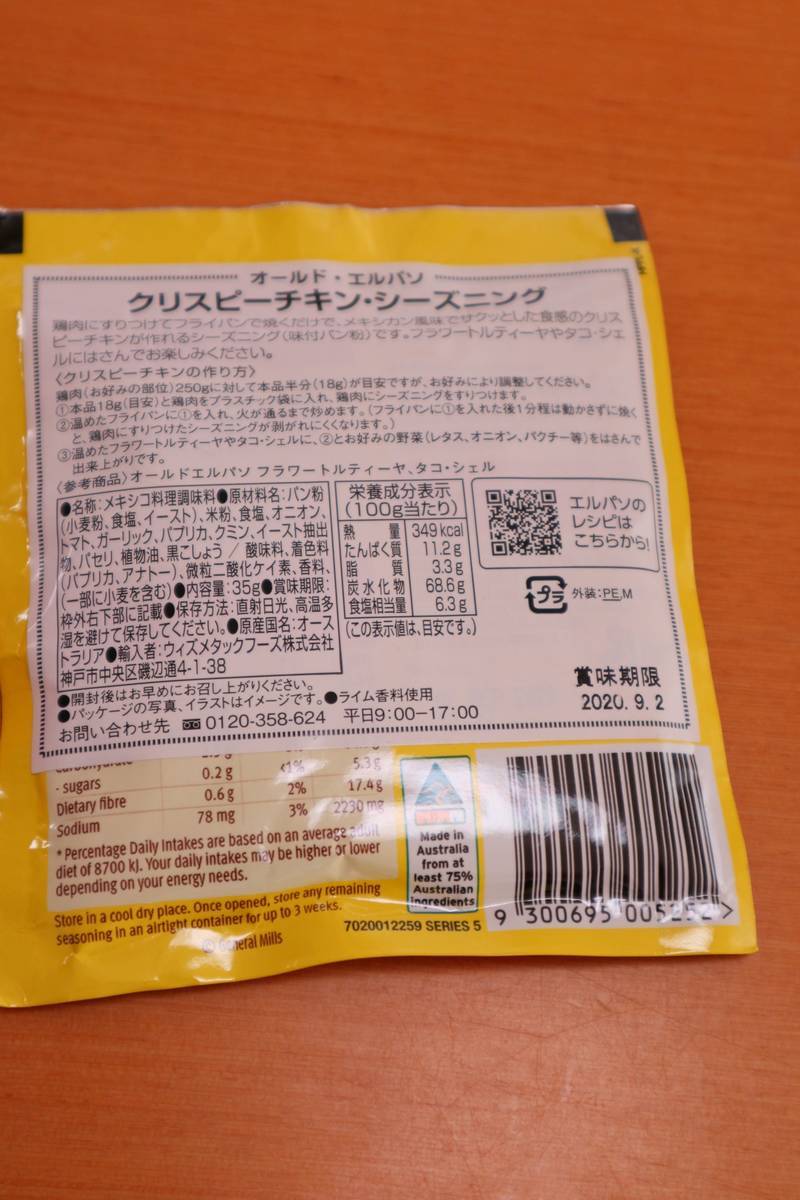 オールド・エルパソ
クリスピーチキン・シーズニング
鶏肉にすりつけてフライパンで焼くだけで、メキシカン風味でサクッとした食感のクリス
ピーチキンが作れるシーズニング(味付パン粉)です。フラワートルティーヤやタコ・シェ
ルにはさんでお楽しみください。
〈クリスピーチキンの作り方〉
鶏肉(お好みの部位)250gに対して本品半分(18g)が目安ですが、お好みにより調整してください。
①本品18g(目安)と鶏肉をプラスチック袋に入れ、鶏肉にシーズニングをすりつけます。
②温めたフライパンに①を入れ、火が通るまで炒めます。(フライパンに①を入れた後1分程は動かさずに焼く
と、鶏肉にすりつけたシーズニングが剥がれにくくなります。)
③温めたフラワートルティーヤやタコ・シェルに、②とお好みの野菜(レタス、オニオン、パクチー等)をはさんで
出来上がりです。
〈参考商品〉オールドエルパソ フラワートルティーヤ、タコ・シェル
●名称:メキシコ料理調味料●原材料名:パン粉
(小麦粉、食塩、イースト)、米粉、食塩、オニオン、
トマト、ガーリック、パプリカ、クミン、イースト抽出
物、パセリ、植物油、黒こしょう / 酸味料、着色料
(パプリカ、アナトー)、微粒二酸化ケイ素、香料、
(一部に小麦を含む)●内容量:35g●賞味期限:
枠外右下部に記載●保存方法:直射日光、高温多
湿を避けて保存してください。●原産国名:オース
トラリア●輸入者:ウィズメタックフーズ株式会社
神戸市中央区磯辺通4-1-38
栄養成分表示
(100g当たり)
熱量 349kcal
たんぱく質 11.2g
脂質 3.3g
炭水化物 68.6g
食塩相当量 6.3g
(この表示値は、目安です。)
エルパソの
レシピは
こちらから!
プラ 外装:PE,M
賞味期限
2020. 9. 2
●開封後はお早めにお召し上がりください。
●パッケージの写真、イラストはイメージです。●ライム香料使用
お問い合わせ先 0120-358-624 平日9:00−17:00
- sugars 0.2 g <1% 5.3 g
Dietary fibre 0.6 g 2% 17.4 g
Sodium 78 mg 3% 2230 mg
* Percentage Daily Intakes are based on an average adult
diet of 8700 kJ. Your daily intakes may be higher or lower
depending on your energy needs.
Store in a cool dry place. Once opened, store any remaining
seasoning in an airtight container for up to 3 weeks.
© General Mills
7020012259 SERIES 5
Made in
Australia
from at
least 75%
Australian
ingredients
9 300695 005252 >